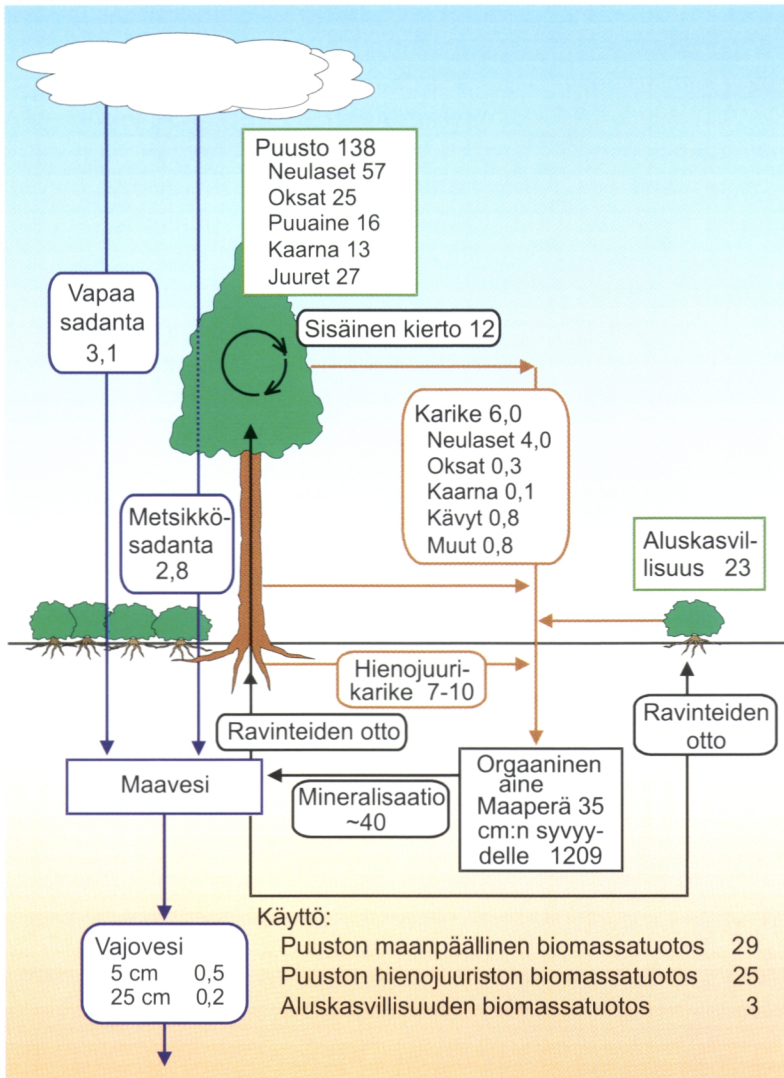 Puusto 138
Neulaset 57
Oksat 25
Puuaine 16
Kaarna 13
Juuret 27
Vapaa
sadanta
3,1
Sisäinen kierto 12
Karike 6,0
Neulaset 4,0
Oksat 0,3
Kaarna 0,1
Kävyt 0,8
Muut 0,8
Metsikkö-
sadanta
2,8
Aluskasvil-
lisuus 23
Hienojuuri-
karike 7-10
Ravinteiden otto
Ravinteiden
otto
Maavesi
Mineralisaatio
~40
Orgaaninen
aine
Maaperä 35
cm:n syvyy-
delle 1209
Vajovesi
5 cm 0,5
25 cm 0,2
Käyttö:
Puuston maanpäällinen biomassatuotos 29
Puuston hienojuuriston biomassatuotos 25
Aluskasvillisuuden biomassatuotos 3